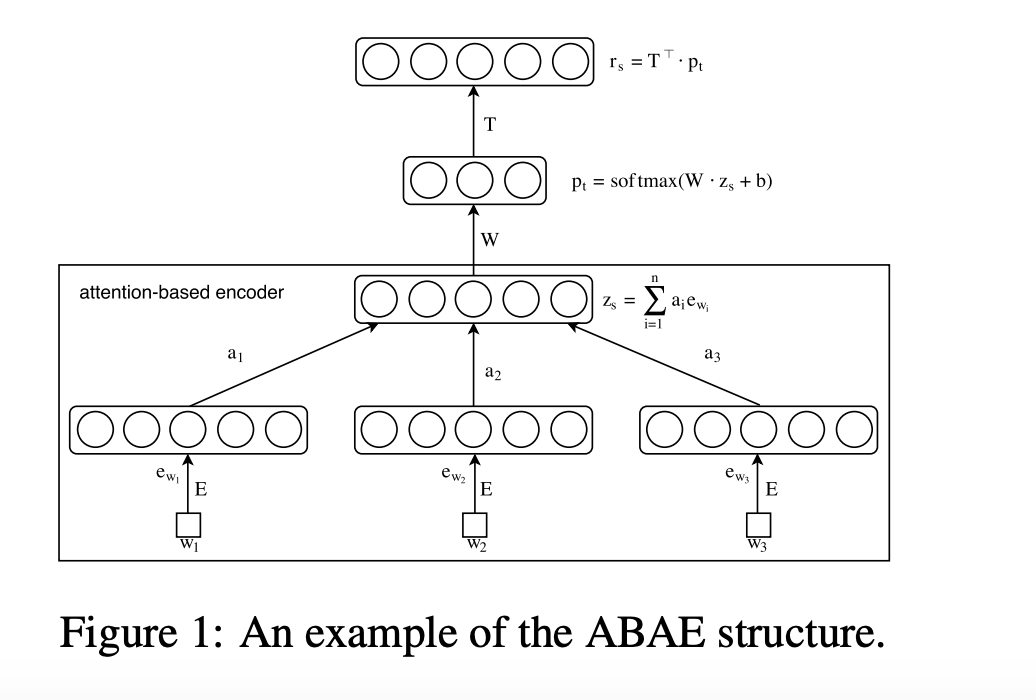 r_s = T^⊤ · p_t
T
p_t = softmax(W · z_s + b)
W
attention-based encoder
z_s = ∑_{i=1}^{n} a_i e_{w_i}
a_1
a_2
a_3
e_{w_1} E
e_{w_2} E
e_{w_3} E
w_1
w_2
w_3
Figure 1: An example of the ABAE structure.